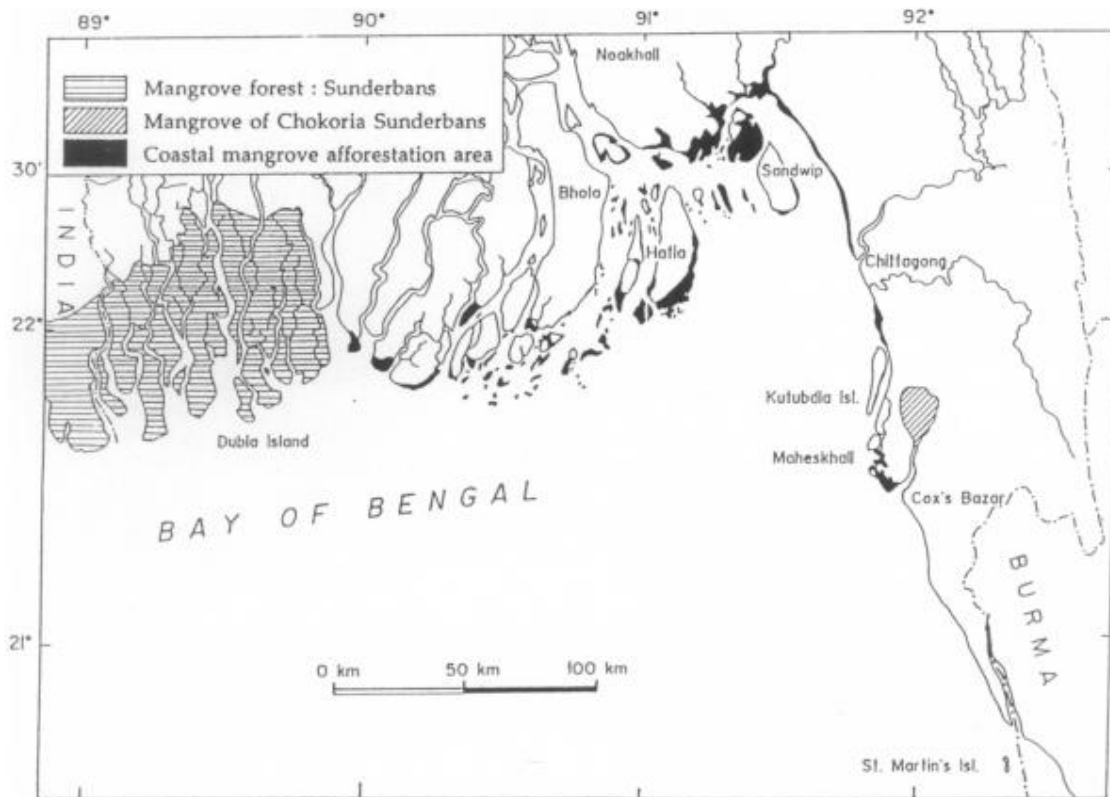 89° 90° 91° 92°
Noakhali
Mangrove forest : Sunderbans
Mangrove of Chokoria Sunderbans
Coastal mangrove afforestation area
30'
INDIA
Bhola
Sandwip
Hatia
Chittagong
22°
Kutubdia Isl.
Dubla Island
Maheskhali
Cox's Bazar
BAY OF BENGAL
BURMA
21°
0 km 50 km 100 km
St. Martin's Isl.